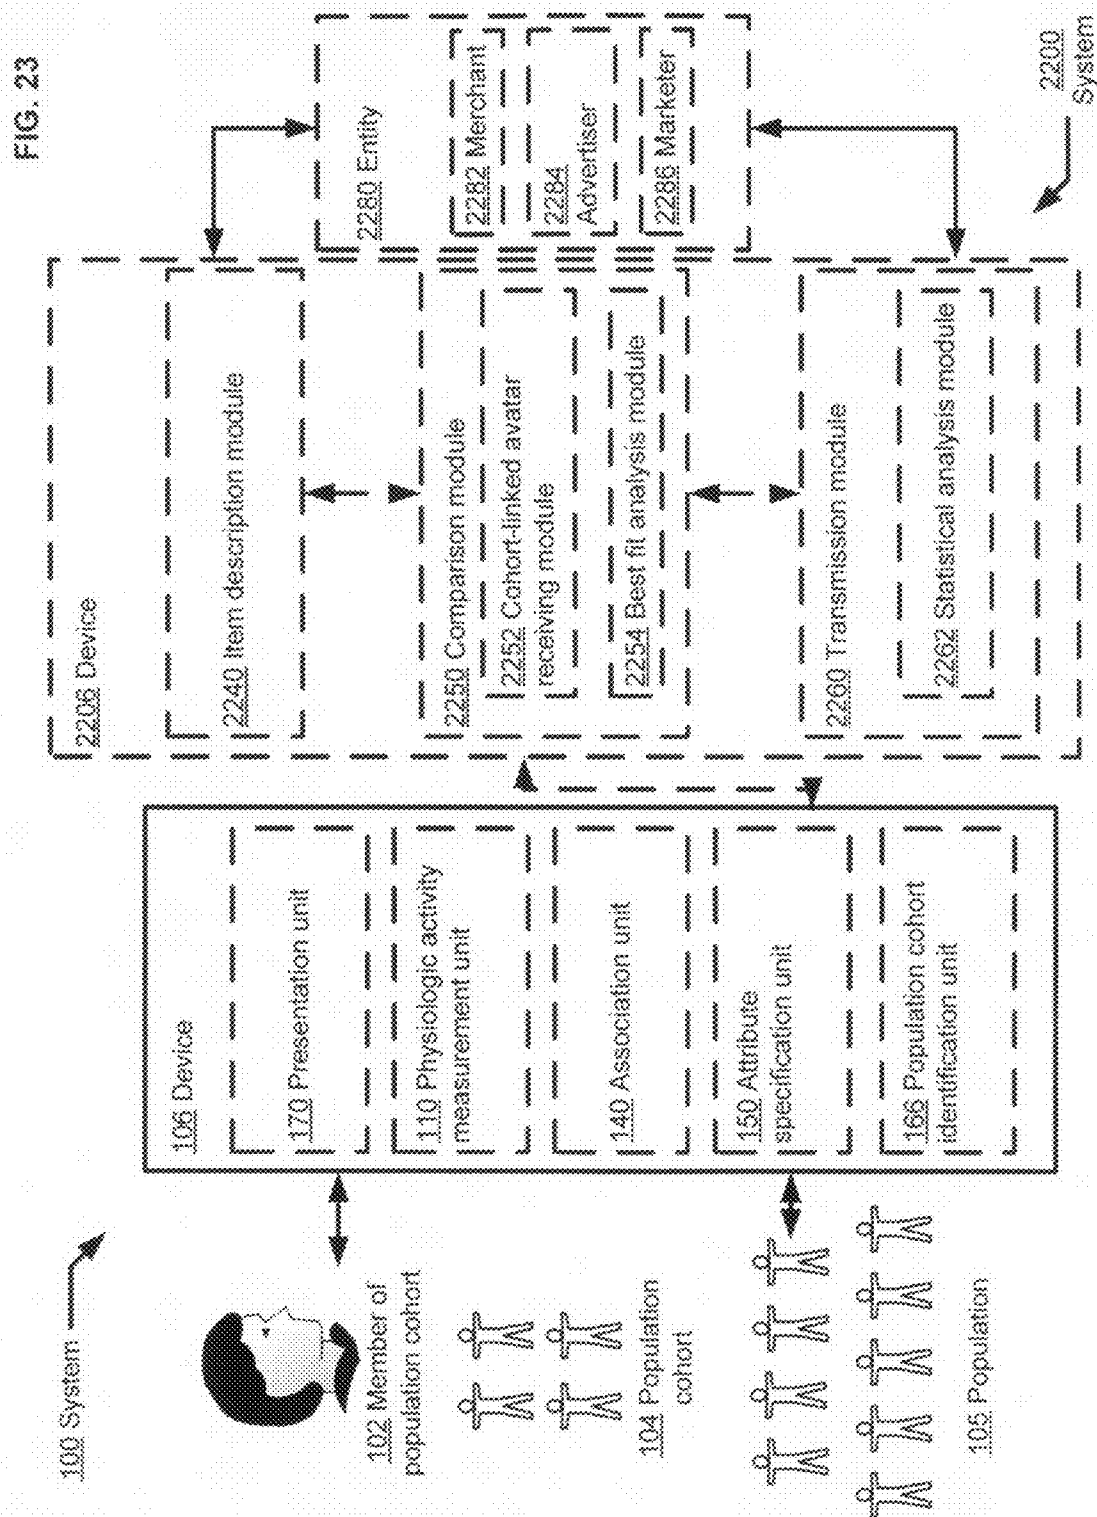 FIG. 23
100 System
102 Member of
population cohort
104 Population
cohort
105 Population
106 Device
170 Presentation unit
110 Physiologic activity
measurement unit
140 Association unit
150 Attribute
specification unit
166 Population cohort
identification unit
2206 Device
2240 Item description module
2250 Comparison module
2252 Cohort-linked avatar
receiving module
2254 Best fit analysis module
2260 Transmission module
2262 Statistical analysis module
2280 Entity
2282 Merchant
2284
Advertiser
2286 Marketer
2200
System